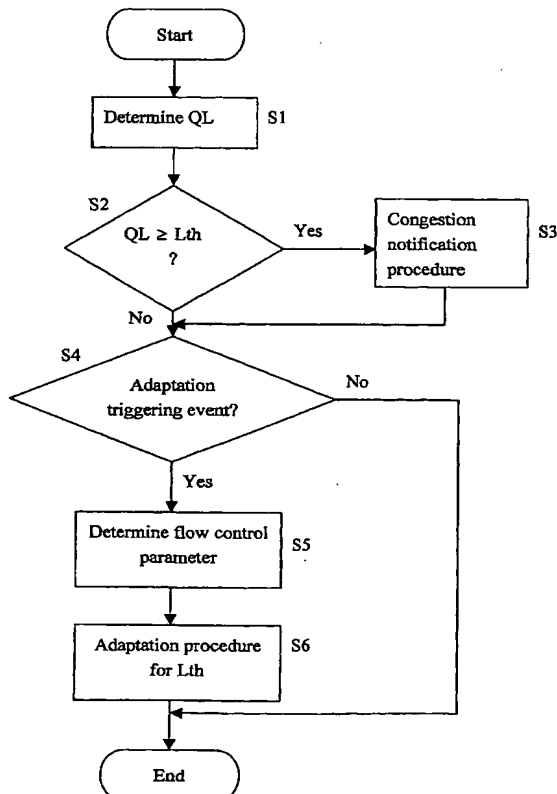 Start
Determine QL
S1
S2
QL ≥ Lth
?
Yes
Congestion
notification
procedure
S3
No
S4
Adaptation
triggering event?
No
Yes
Determine flow control
parameter
S5
Adaptation procedure
for Lth
S6
End